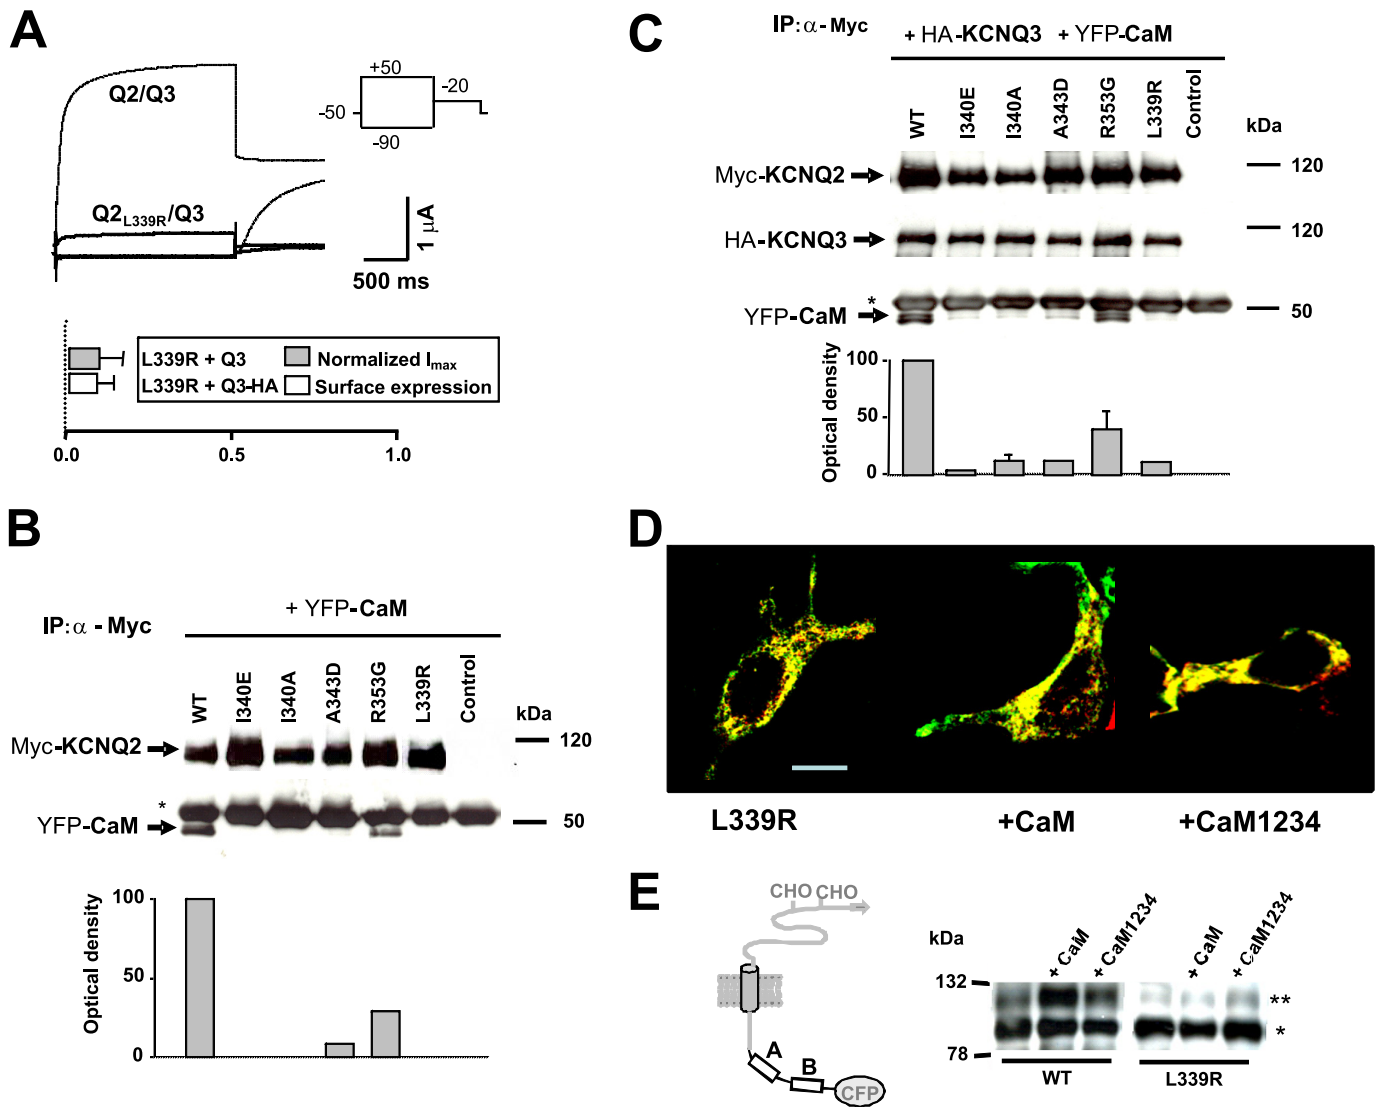 A
Q2/Q3
+50
-50
-20
-90
Q2L339R/Q3
1 μA
500 ms
L339R + Q3
Normalized Imax
L339R + Q3-HA
Surface expression
0.0
0.5
1.0
B
+ YFP-CaM
IP:α - Myc
WT
I340E
I340A
A343D
R353G
L339R
Control
kDa
Myc-KCNQ2
120
*
YFP-CaM
50
Optical density
100
50
0
C
IP:α - Myc
+ HA-KCNQ3 + YFP-CaM
WT
I340E
I340A
A343D
R353G
L339R
Control
kDa
Myc-KCNQ2
120
HA-KCNQ3
120
*
YFP-CaM
50
Optical density
100
50
0
D
L339R
+CaM
+CaM1234
E
CHO CHO
A
B
CFP
kDa
+ CaM
+ CaM1234
+ CaM
+ CaM1234
132
**
*
78
WT
L339R